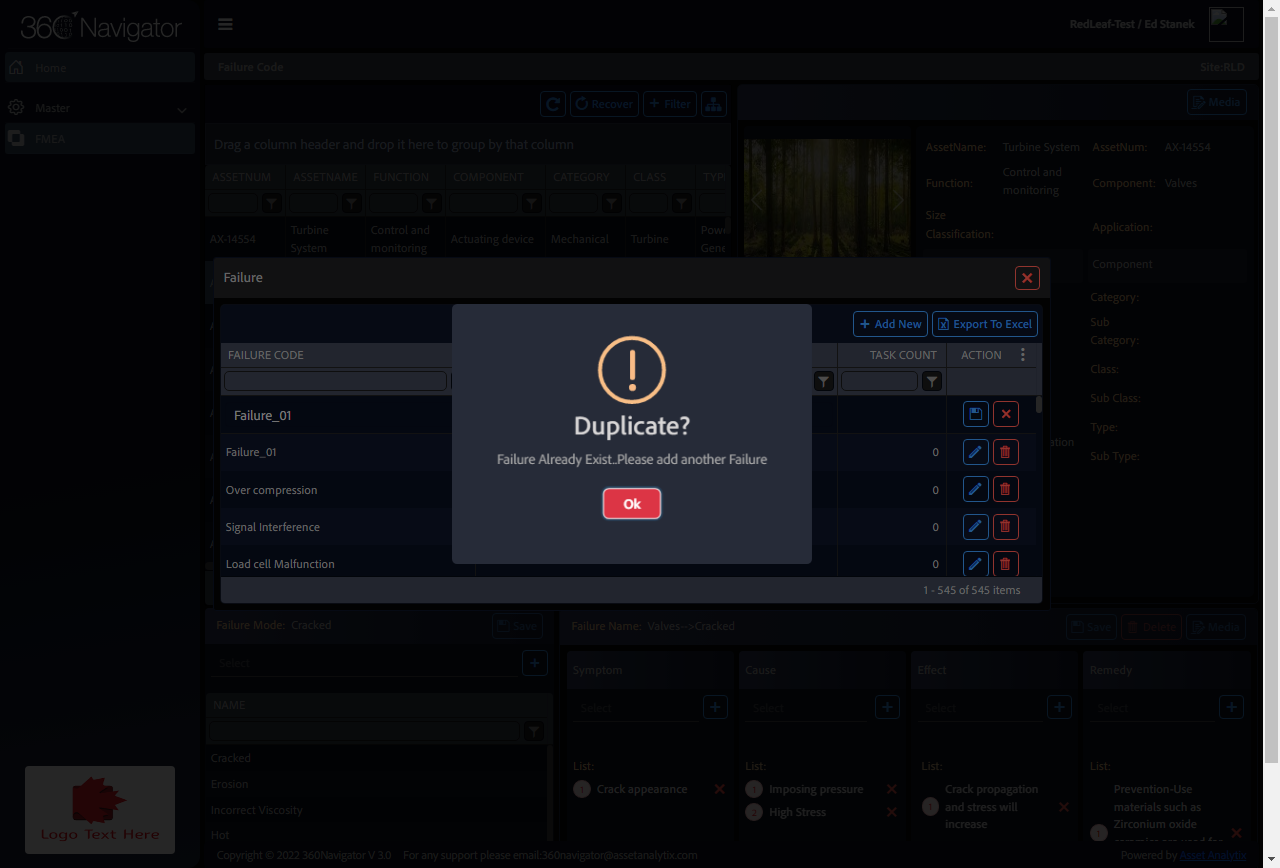 360 Navigator
RedLeaf-Test / Ed Stanek
Home
Failure Code
Site:RLD
Master
FMEA
Recover
Filter
Media
Drag a column header and drop it here to group by that column
ASSETNUM ASSETNAME FUNCTION COMPONENT CATEGORY CLASS TYP
AX-14554 Turbine System Control and monitoring Actuating device Mechanical Turbine Powe Gene
AssetName: Turbine System AssetNum: AX-14554
Function: Control and monitoring Component: Valves
Size Classification:
Application:
Component
Category:
Sub Category:
Class:
Sub Class:
Type:
Sub Type:
ation
Failure
Add New
Export To Excel
FAILURE CODE
TASK COUNT
ACTION
Failure_01
Failure_01 0
Over compression 0
Signal Interference 0
Load cell Malfunction 0
1 - 545 of 545 items
Duplicate?
Failure Already Exist..Please add another Failure
Ok
Failure Mode: Cracked
Save
Select
NAME
Cracked
Erosion
Incorrect Viscosity
Hot
Failure Name: Valves-->Cracked
Save
Delete
Media
Symptom
Select
List:
1 Crack appearance
Cause
Select
List:
1 Imposing pressure
2 High Stress
Effect
Select
List:
1 Crack propagation
and stress will
increase
Remedy
Select
List:
1 Prevention-Use
materials such as
Zirconium oxide
Logo Text Here
Copyright © 2022 360Navigator V 3.0 For any support please email:360navigator@assetanalytix.com
Powered by Asset Analytix